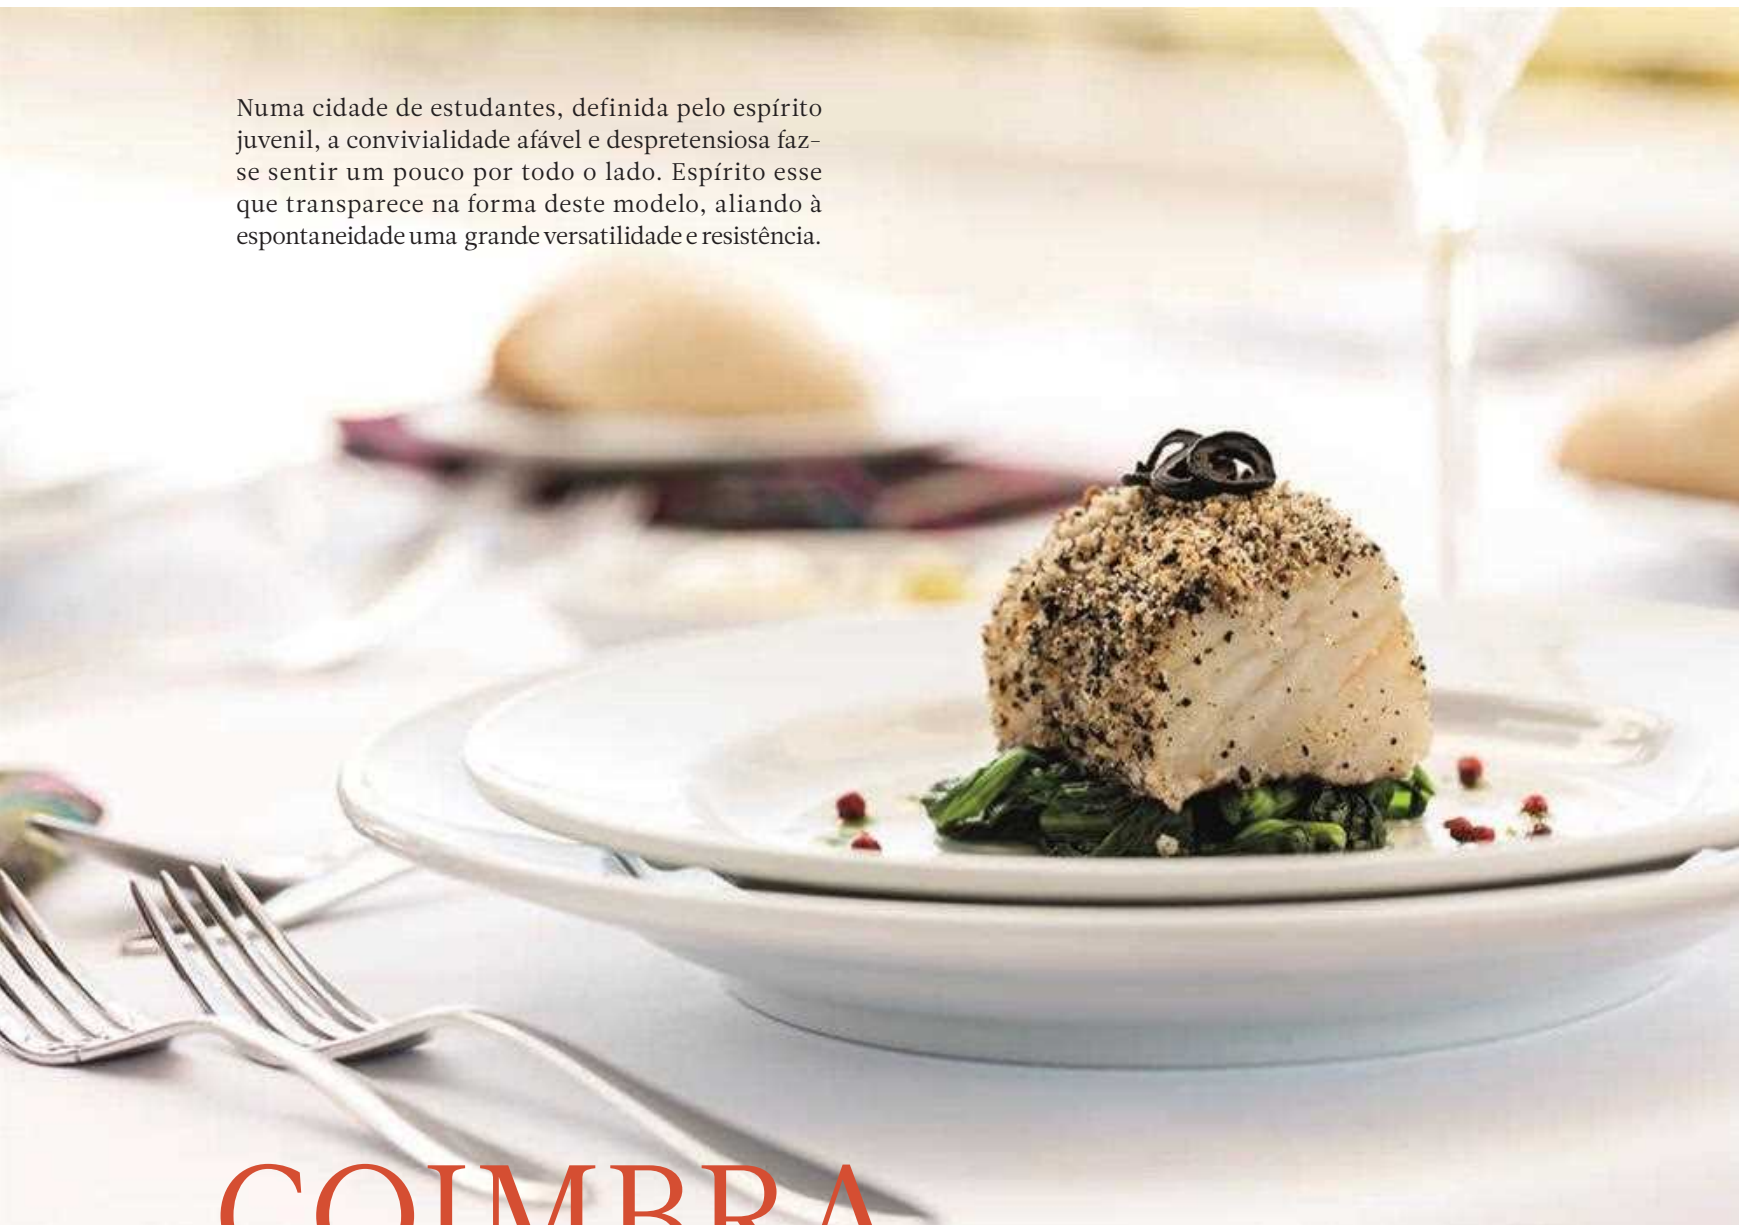 Numa cidade de estudantes, definida pelo espírito
juvenil, a convivialidade afável e despretensiosa faz-
se sentir um pouco por todo o lado. Espírito esse
que transparece na forma deste modelo, aliando à
espontaneidade uma grande versatilidade e resistência.
COIMBRA